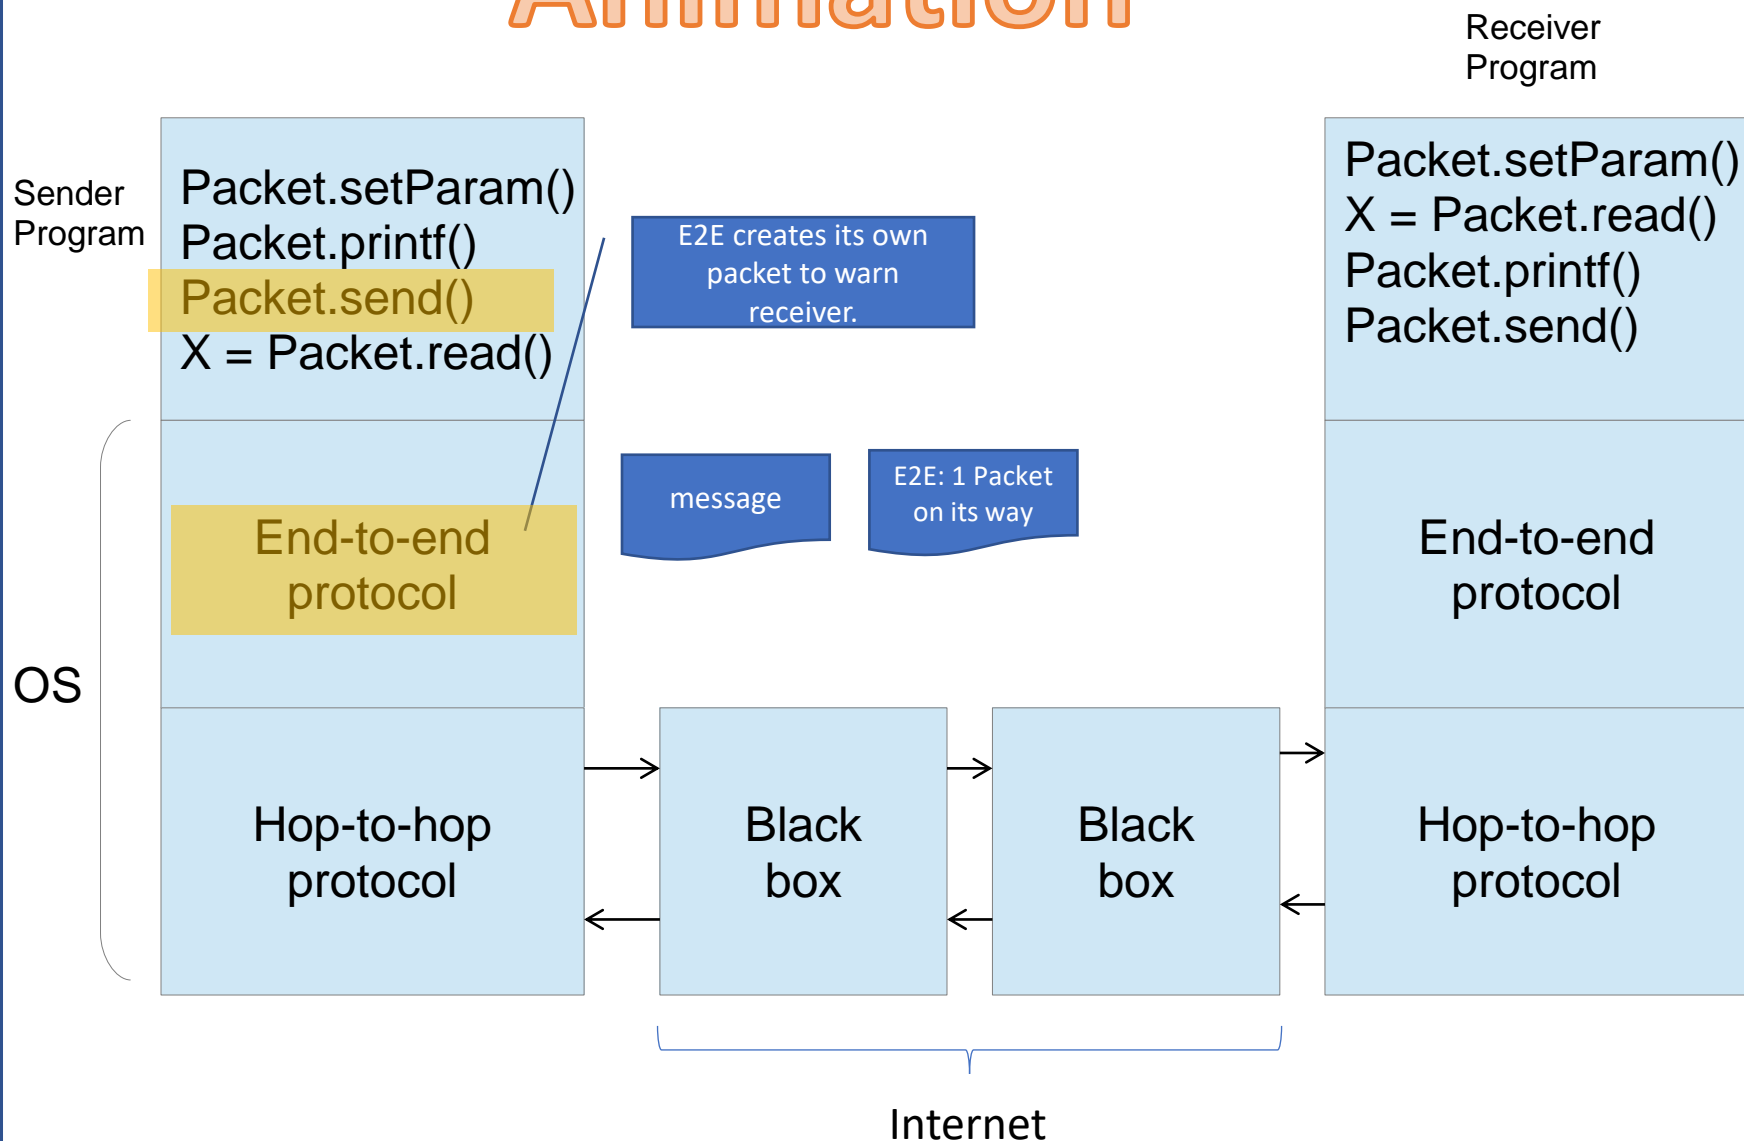 Animation
Receiver
Program
Sender
Program
Packet.setParam()
Packet.printf()
Packet.send()
X = Packet.read()
E2E creates its own
packet to warn
receiver.
Packet.setParam()
X = Packet.read()
Packet.printf()
Packet.send()
message
E2E: 1 Packet
on its way
End-to-end
protocol
End-to-end
protocol
OS
Hop-to-hop
protocol
Black
box
Black
box
Hop-to-hop
protocol
Internet